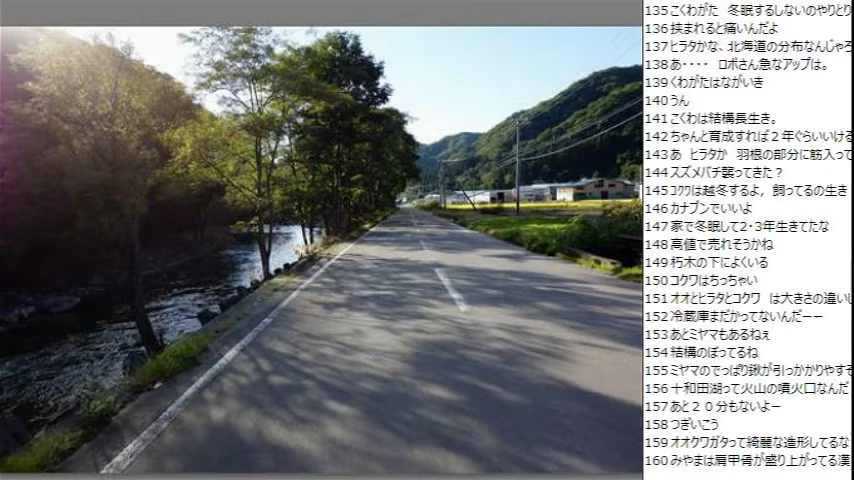 135 こくわがた　冬眠するしないのやりとり
136 挟まれると痛いんだよ
137 ヒラタかな、北海道の分布なんじゃろ
138 あ・・・・　ロボさん急なアップは。
139 くわがたはながいき
140 うん
141 こくわは結構長生き。
142 ちゃんと育成すれば２年ぐらいいける
143 あ　ヒラタか　羽根の部分に筋入って
144 スズメバチ襲ってきた？
145 ｺｸﾜは越冬するよ，飼ってるの生き
146 カナブンでいいよ
147 家で冬眠して2・3年生きてたな
148 高値で売れそうかね
149 朽木の下によくいる
150 コクワはちっちゃい
151 オオとヒラタとコクワ　は大きさの違いし
152 冷蔵庫まだかってないんだーー
153 あとミヤマもあるねぇ
154 結構のぼってるね
155 ミヤマのでっぱり鍬が引っかかりやすそ
156 十和田湖って火山の噴火口なんだ
157 あと２０分もないよー
158 つぎいこう
159 オオクワガタって綺麗な造形してるな
160 みやまは肩甲骨が盛り上がってる漢